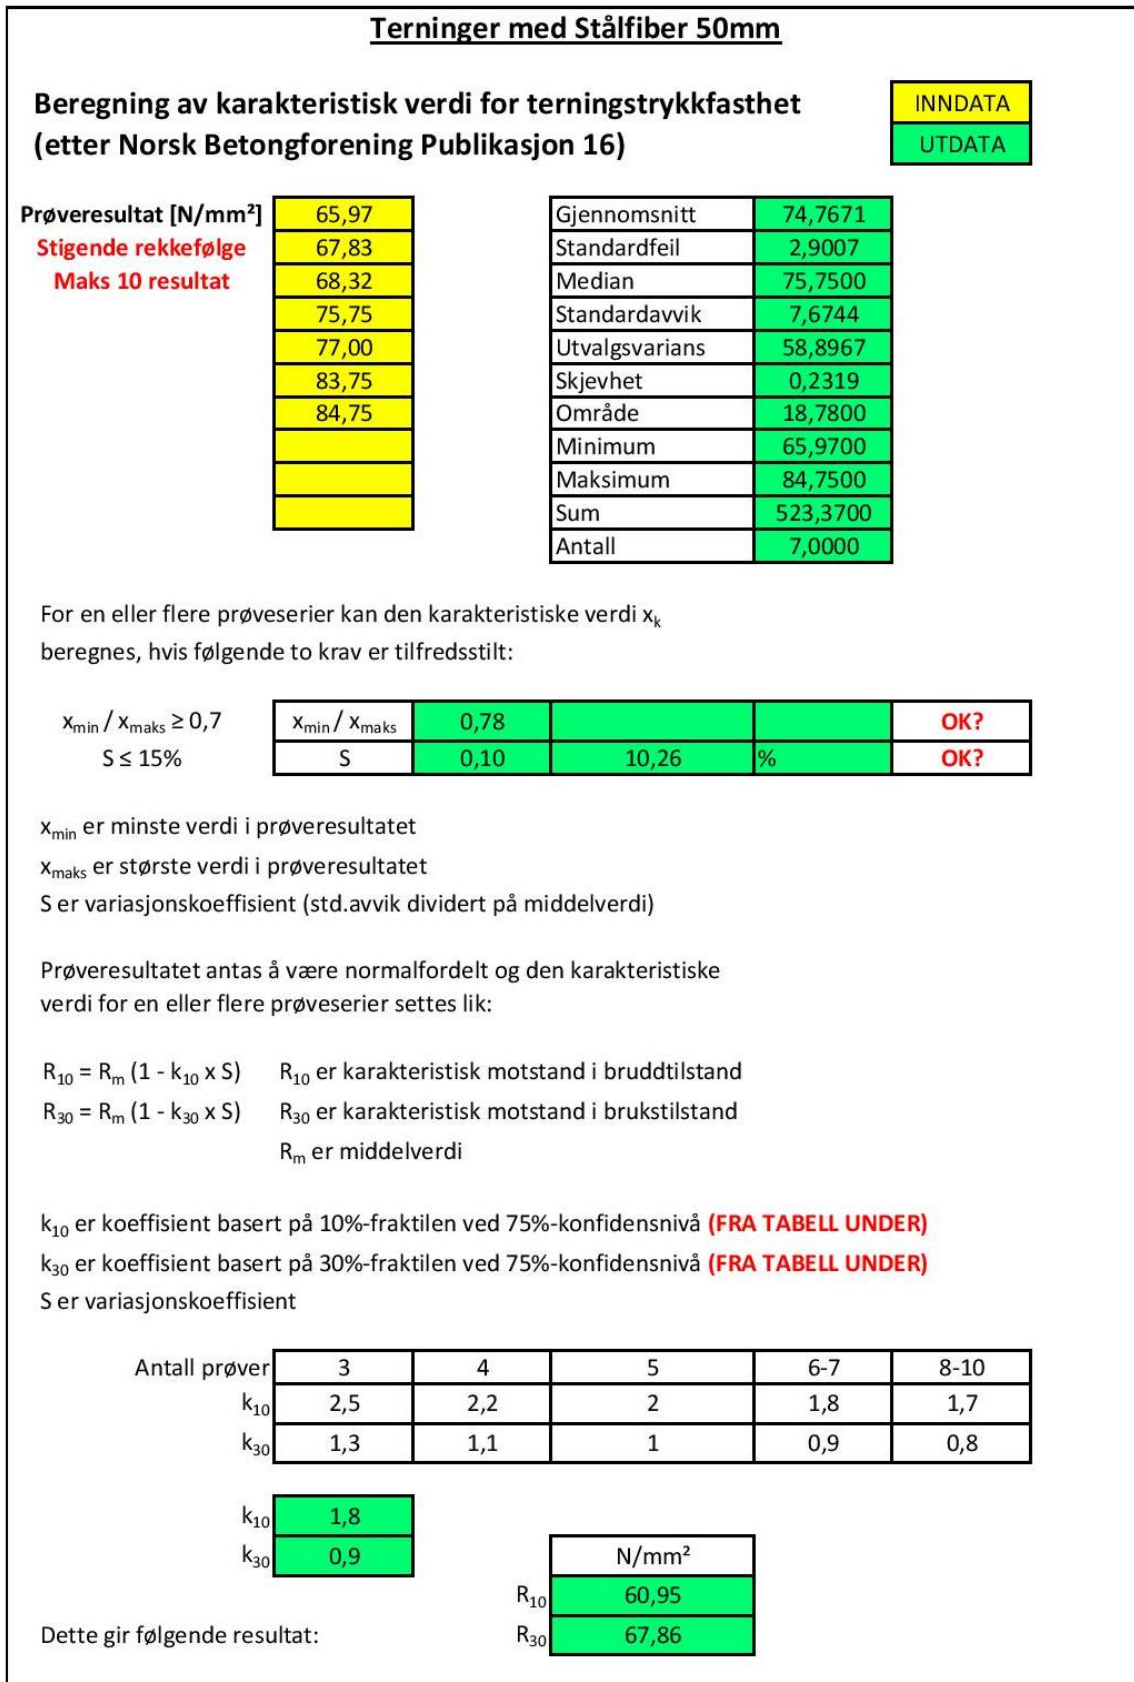 Terninger med Stålfiber 50mm
Beregning av karakteristisk verdi for terningstrykkfasthet
(etter Norsk Betongforening Publikasjon 16)
INNDATA
UTDATA
Prøveresultat [N/mm²] 65,97 Gjennomsnitt 74,7671
Stigende rekkefølge 67,83 Standardfeil 2,9007
Maks 10 resultat 68,32 Median 75,7500
75,75 Standardavvik 7,6744
77,00 Utvalgsvarians 58,8967
83,75 Skjevhet 0,2319
84,75 Område 18,7800
Minimum 65,9700
Maksimum 84,7500
Sum 523,3700
Antall 7,0000
For en eller flere prøveserier kan den karakteristiske verdi xk
beregnes, hvis følgende to krav er tilfredsstilt:
xmin / xmaks ≥ 0,7 xmin / xmaks 0,78 OK?
S ≤ 15% S 0,10 10,26 % OK?
xmin er minste verdi i prøveresultatet
xmaks er største verdi i prøveresultatet
S er variasjonskoeffisient (std.avvik dividert på middelverdi)
Prøveresultatet antas å være normalfordelt og den karakteristiske
verdi for en eller flere prøveserier settes lik:
R10 = Rm (1 - k10 x S) R10 er karakteristisk motstand i bruddtilstand
R30 = Rm (1 - k30 x S) R30 er karakteristisk motstand i brukstilstand
Rm er middelverdi
k10 er koeffisient basert på 10%-fraktilen ved 75%-konfidensnivå (FRA TABELL UNDER)
k30 er koeffisient basert på 30%-fraktilen ved 75%-konfidensnivå (FRA TABELL UNDER)
S er variasjonskoeffisient
Antall prøver 3 4 5 6-7 8-10
k10 2,5 2,2 2 1,8 1,7
k30 1,3 1,1 1 0,9 0,8
k10 1,8
k30 0,9 N/mm²
R10 60,95
Dette gir følgende resultat: R30 67,86